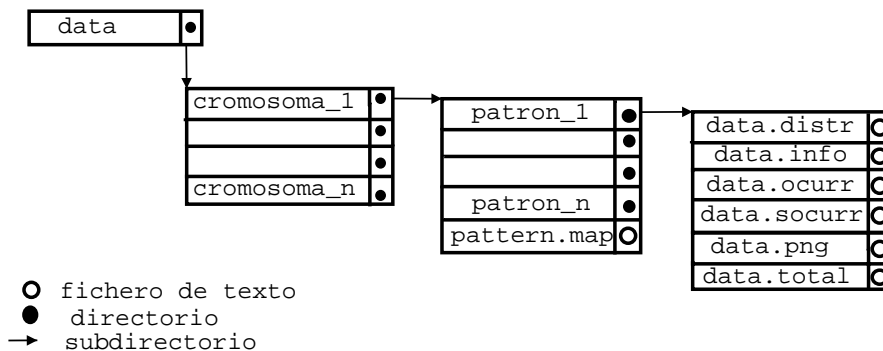 data
cromosoma_1
cromosoma_n
patron_1
patron_n
pattern.map
data.distr
data.info
data.ocurr
data.socurr
data.png
data.total
fichero de texto
directorio
subdirectorio